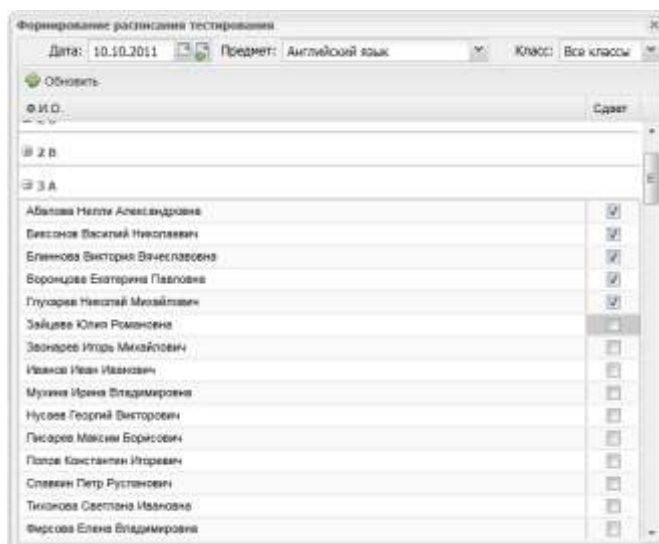 Формирование расписания тестирования
Дата: 10.10.2011 Предмет: Английский язык Класс: Все классы
Обновить
Ф.И.О. Сдает
2 В
3 А
Абалова Нелли Александровна
Биксонов Василий Николаевич
Блиннова Виктория Вячеславовна
Воронцова Екатерина Павловна
Глухарев Николай Михайлович
Зайцева Юлия Романовна
Звонарев Игорь Михайлович
Иванов Иван Иванович
Мухина Ирина Владимировна
Нусаев Георгий Викторович
Писарев Максим Борисович
Попов Константин Игоревич
Славкин Петр Русланович
Тихонова Светлана Ивановна
Фирсова Елена Владимировна